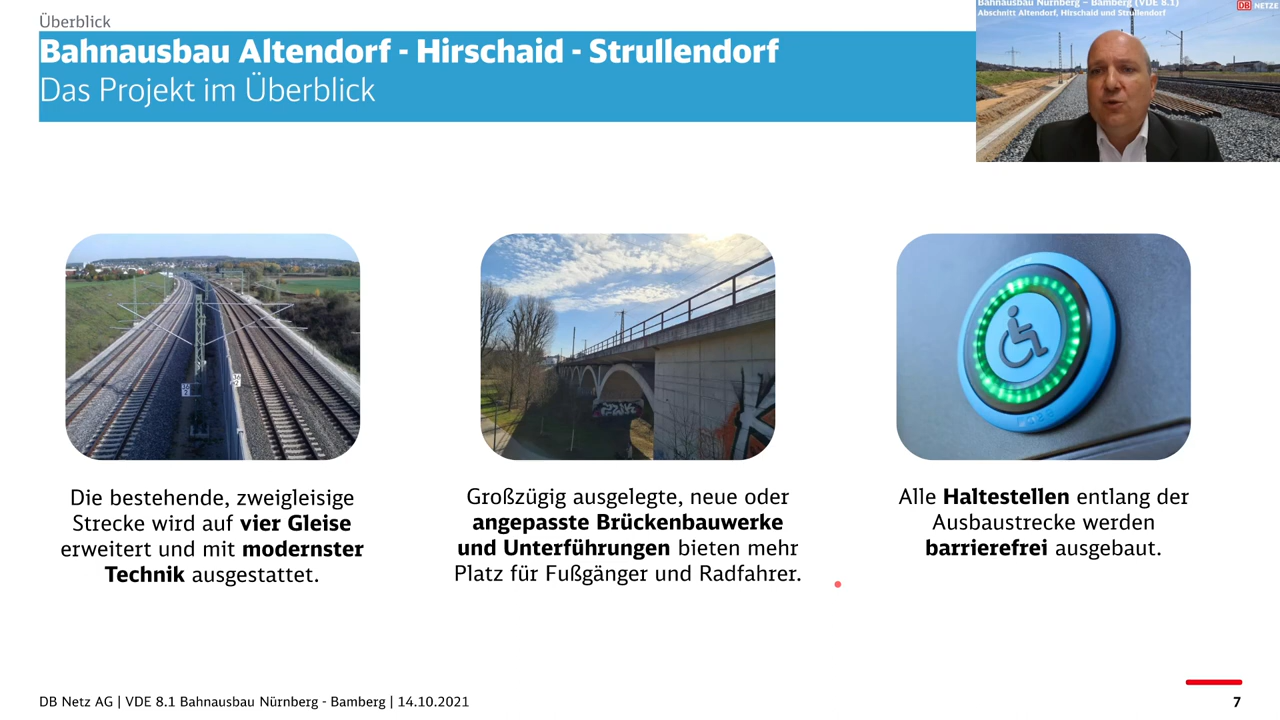 Überblick
Bahnausbau Altendorf - Hirschaid - Strullendorf
Das Projekt im Überblick
Bahnausbau Nürnberg – Bamberg (VDE 8.1)
Abschnitt Altendorf, Hirschaid und Strullendorf
DB NETZE
Die bestehende, zweigleisige
Strecke wird auf vier Gleise
erweitert und mit modernster
Technik ausgestattet.
Großzügig ausgelegte, neue oder
angepasste Brückenbauwerke
und Unterführungen bieten mehr
Platz für Fußgänger und Radfahrer.
Alle Haltestellen entlang der
Ausbaustrecke werden
barrierefrei ausgebaut.
DB Netz AG | VDE 8.1 Bahnausbau Nürnberg - Bamberg | 14.10.2021
7